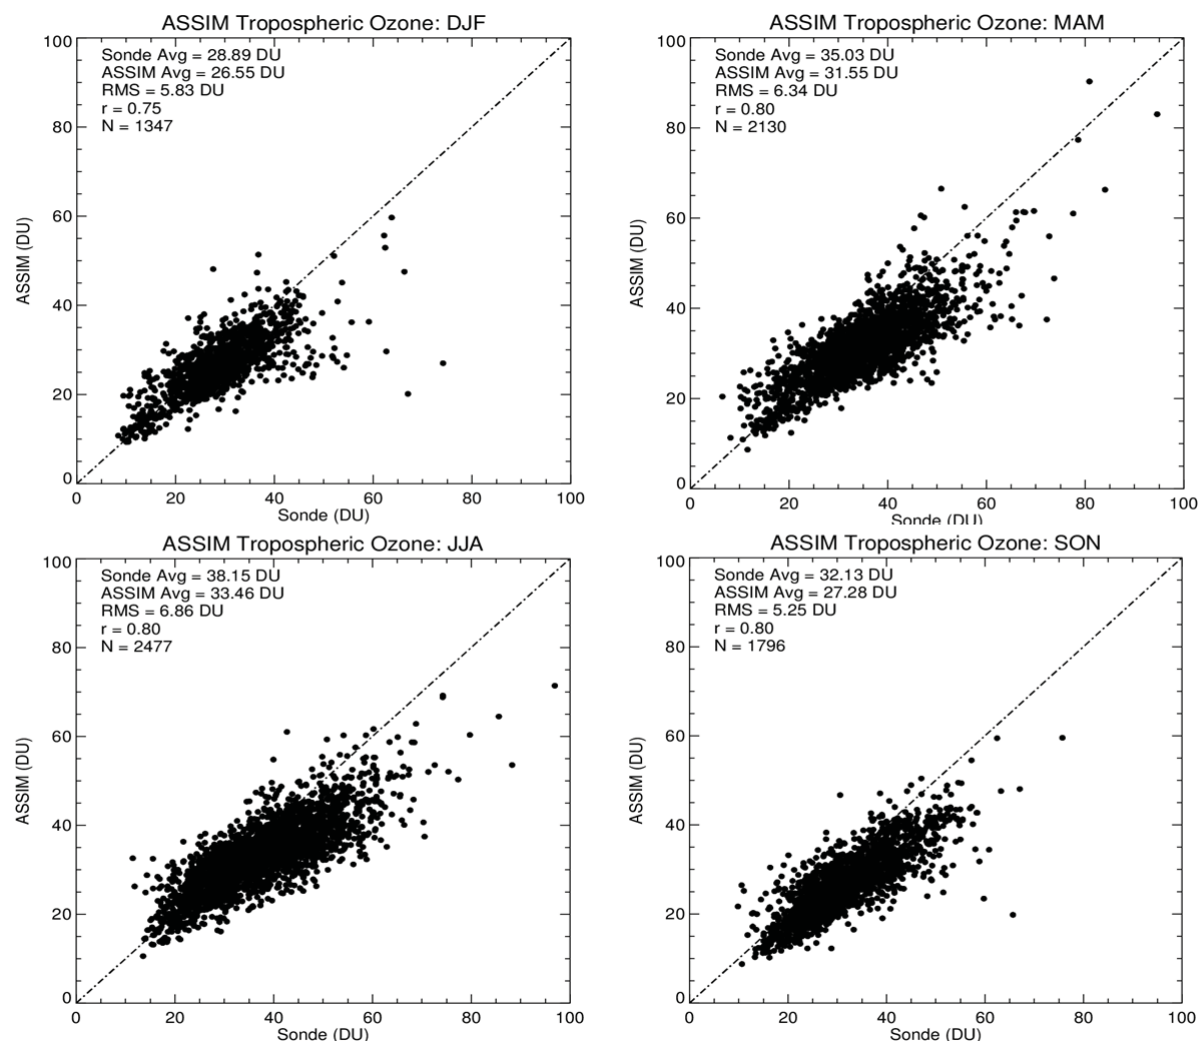 ASSIM Tropospheric Ozone: DJF
Sonde Avg = 28.89 DU
ASSIM Avg = 26.55 DU
RMS = 5.83 DU
r = 0.75
N = 1347
100
80
60
40
20
0
ASSIM (DU)
0 20 40 60 80 100
Sonde (DU)
ASSIM Tropospheric Ozone: MAM
Sonde Avg = 35.03 DU
ASSIM Avg = 31.55 DU
RMS = 6.34 DU
r = 0.80
N = 2130
100
80
60
40
20
0
ASSIM (DU)
0 20 40 60 80 100
Sonde (DU)
ASSIM Tropospheric Ozone: JJA
Sonde Avg = 38.15 DU
ASSIM Avg = 33.46 DU
RMS = 6.86 DU
r = 0.80
N = 2477
100
80
60
40
20
0
ASSIM (DU)
0 20 40 60 80 100
Sonde (DU)
ASSIM Tropospheric Ozone: SON
Sonde Avg = 32.13 DU
ASSIM Avg = 27.28 DU
RMS = 5.25 DU
r = 0.80
N = 1796
100
80
60
40
20
0
ASSIM (DU)
0 20 40 60 80 100
Sonde (DU)